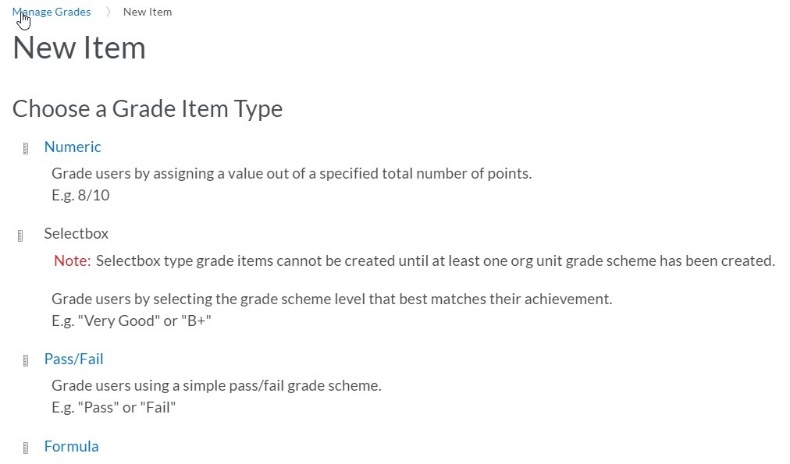 Manage Grades > New Item
New Item
Choose a Grade Item Type
Numeric
Grade users by assigning a value out of a specified total number of points.
E.g. 8/10
Selectbox
Note: Selectbox type grade items cannot be created until at least one org unit grade scheme has been created.
Grade users by selecting the grade scheme level that best matches their achievement.
E.g. "Very Good" or "B+"
Pass/Fail
Grade users using a simple pass/fail grade scheme.
E.g. "Pass" or "Fail"
Formula